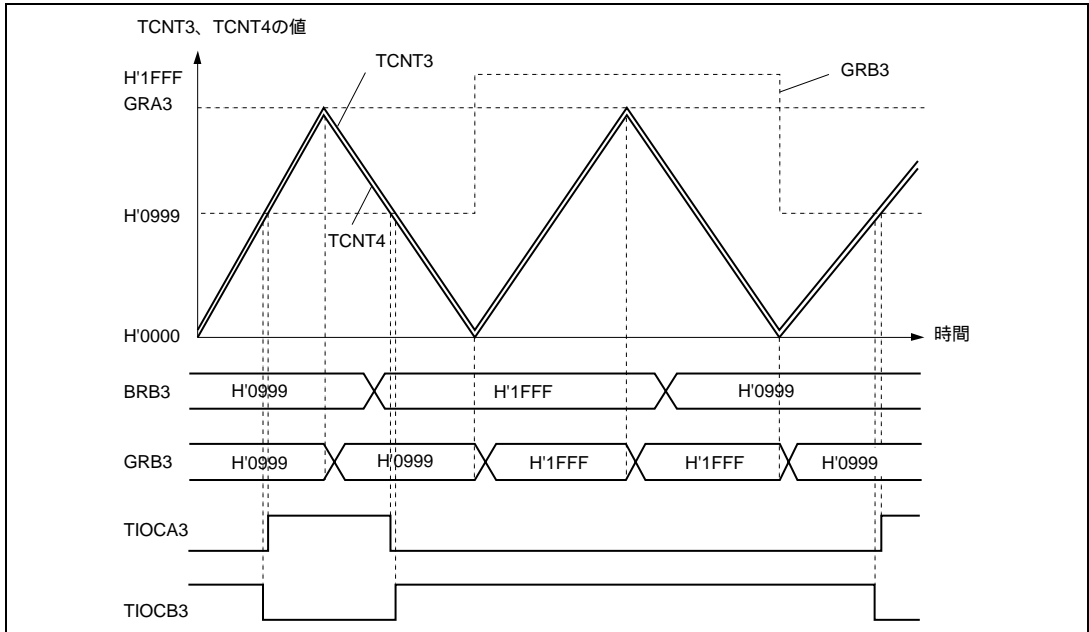 TCNT3、TCNT4の値
TCNT3
GRB3
H'1FFF
GRA3
H'0999
TCNT4
H'0000
時間
BRB3 H'0999 H'1FFF H'0999
GRB3 H'0999 H'0999 H'1FFF H'1FFF H'0999
TIOCA3
TIOCB3